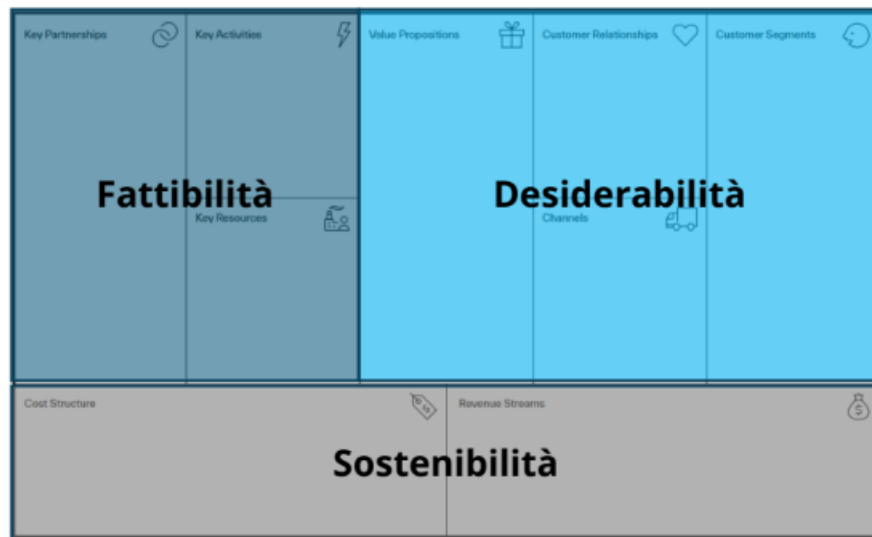 Key Partnerships
Key Activities
Value Propositions
Customer Relationships
Customer Segments
Fattibilità
Desiderabilità
Key Resources
Channels
Cost Structure
Revenue Streams
Sostenibilità